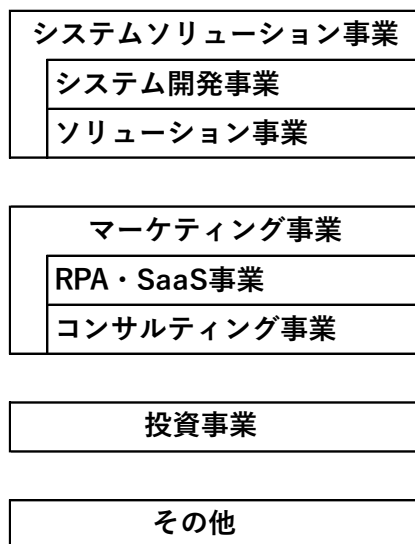 システムソリューション事業
システム開発事業
ソリューション事業
マーケティング事業
RPA・SaaS事業
コンサルティング事業
投資事業
その他